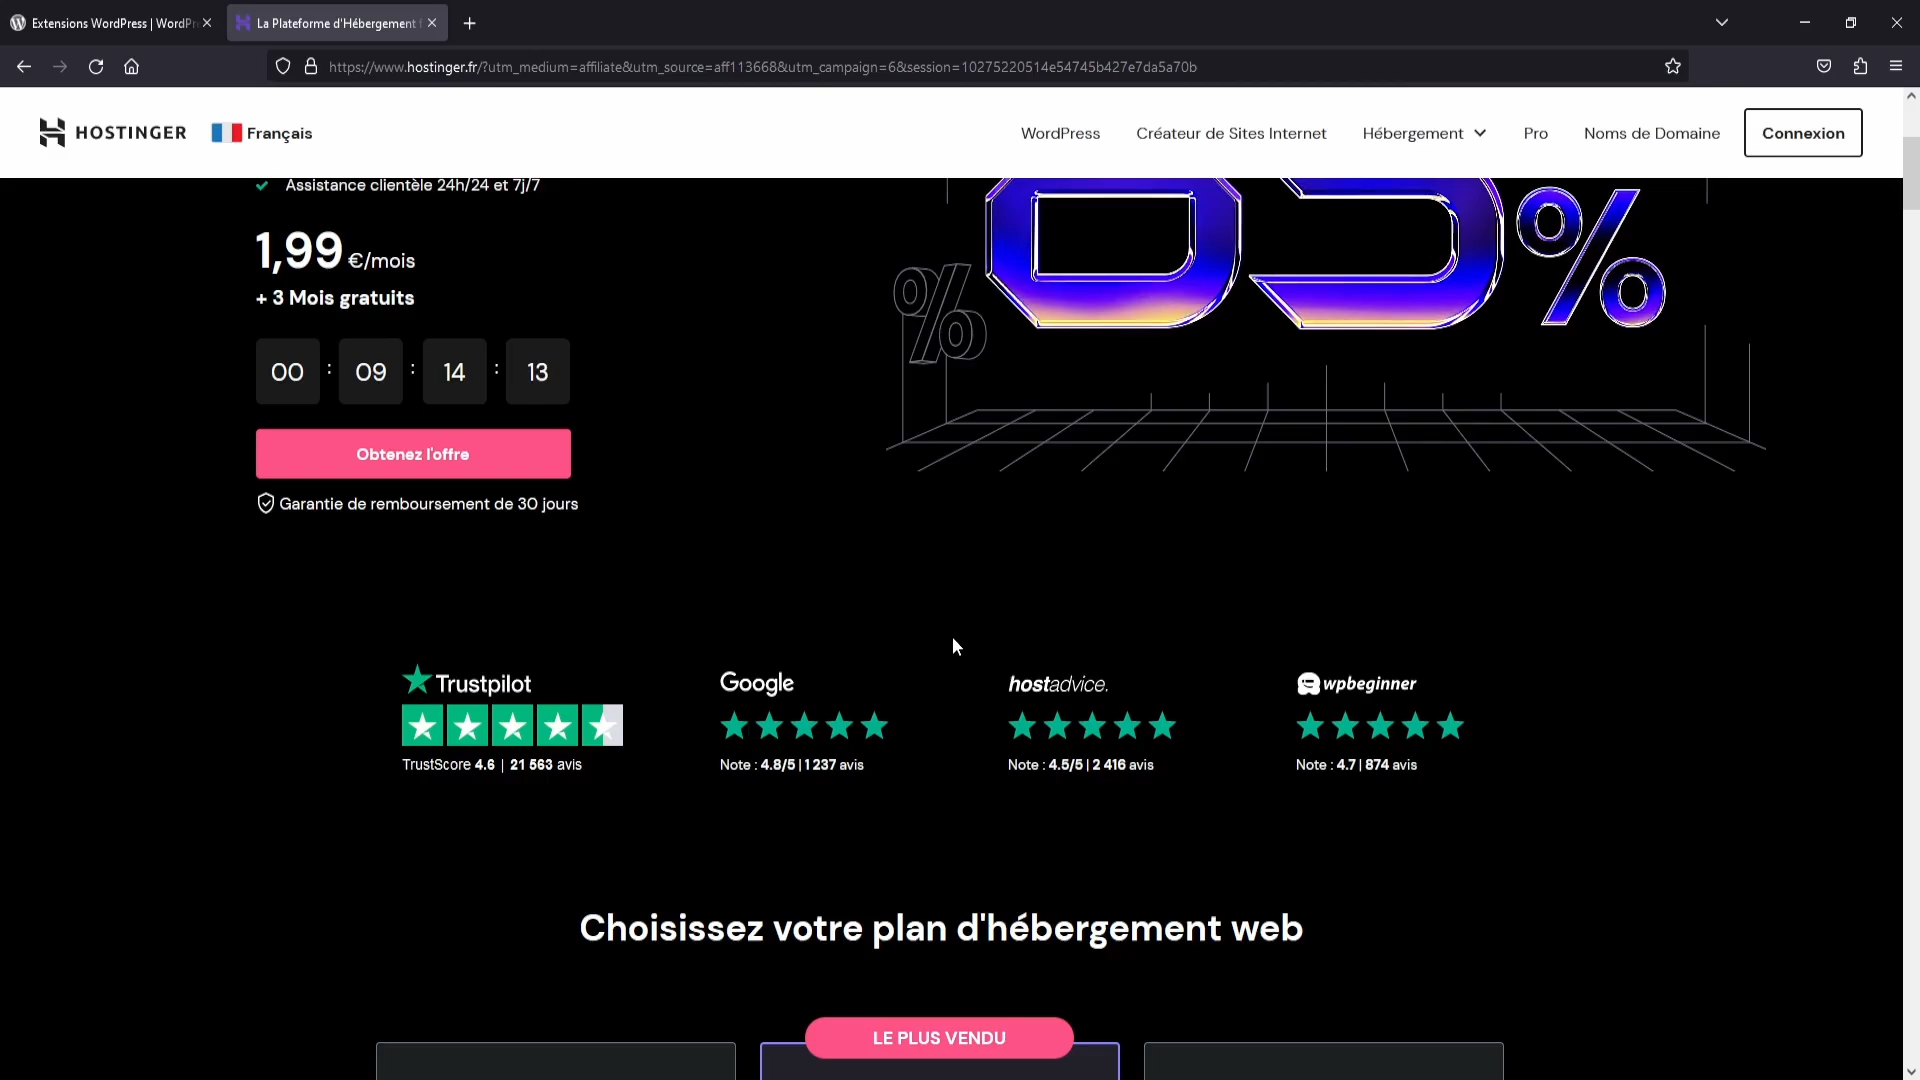 Extensions WordPress | WordPr
La Plateforme d'Hébergement
https://www.hostinger.fr/?utm_medium=affiliate&utm_source=aff113668&utm_campaign=6&session=10275220514e54745b427e7da5a70b
HOSTINGER
Français
WordPress
Créateur de Sites Internet
Hébergement
Pro
Noms de Domaine
Connexion
Assistance clientèle 24h/24 et 7j/7
1,99 €/mois
+ 3 Mois gratuits
00 : 09 : 14 : 13
Obtenez l'offre
Garantie de remboursement de 30 jours
%
%
Trustpilot
TrustScore 4.6 | 21 563 avis
Google
Note : 4.8/5 | 1 237 avis
hostadvice.
Note : 4.5/5 | 2 416 avis
wpbeginner
Note : 4.7 | 874 avis
Choisissez votre plan d'hébergement web
LE PLUS VENDU